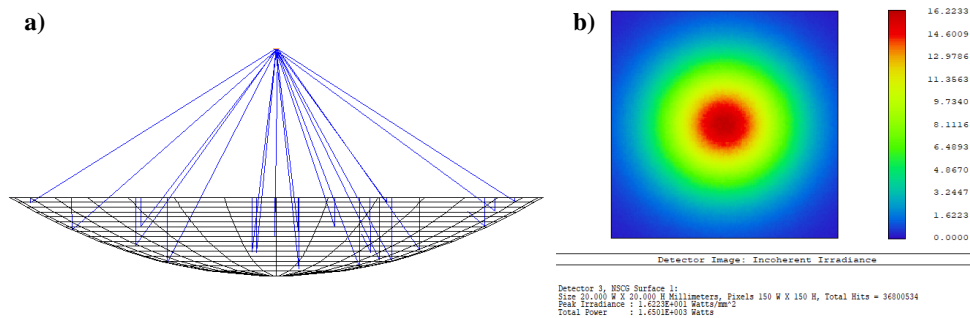 a)
b)
16.2233
14.6009
12.9786
11.3563
9.7340
8.1116
6.4893
4.8670
3.2447
1.6223
0.0000
Detector Image: Incoherent Irradiance
Detector 3, NSCG Surface 1:
Size 20.000 W X 20.000 H Millimeters, Pixels 150 W X 150 H, Total Hits = 36800534
Peak Irradiance : 1.6223E+001 Watts/mm^2
Total Power : 1.6501E+003 Watts